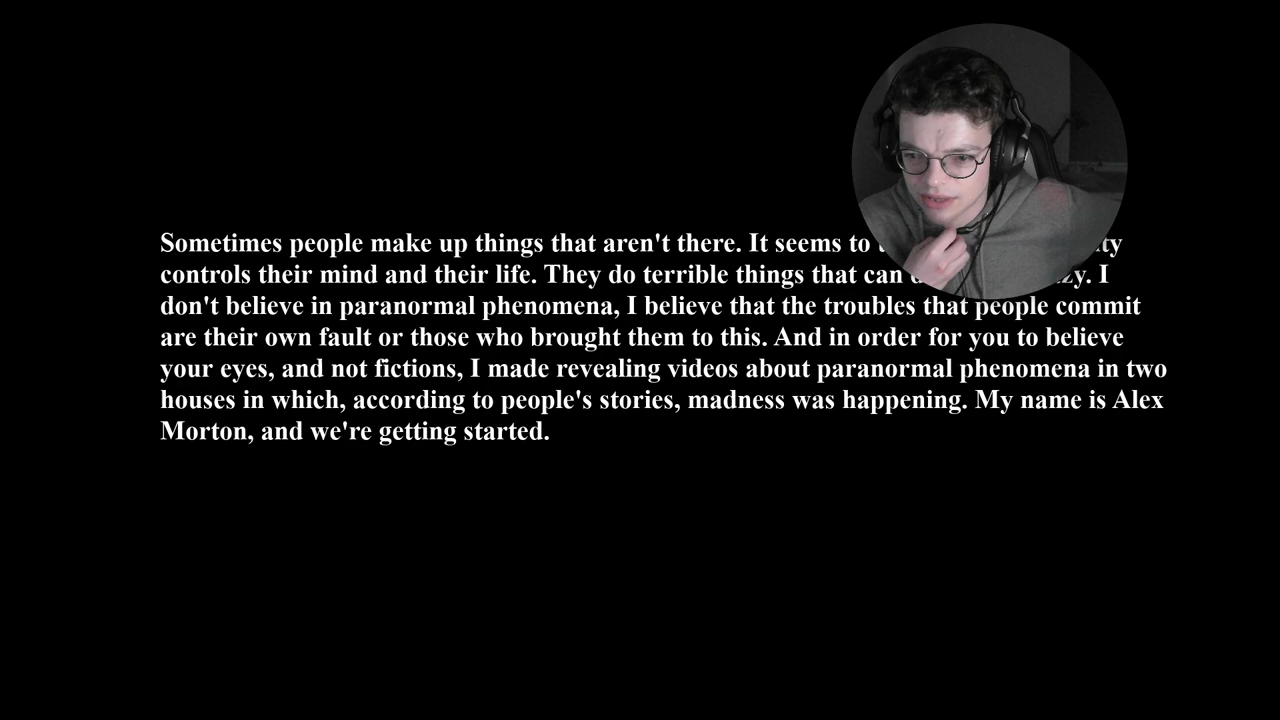 Sometimes people make up things that aren't there. It seems to
controls their mind and their life. They do terrible things that can I
don't believe in paranormal phenomena, I believe that the troubles that people commit
are their own fault or those who brought them to this. And in order for you to believe
your eyes, and not fictions, I made revealing videos about paranormal phenomena in two
houses in which, according to people's stories, madness was happening. My name is Alex
Morton, and we're getting started.